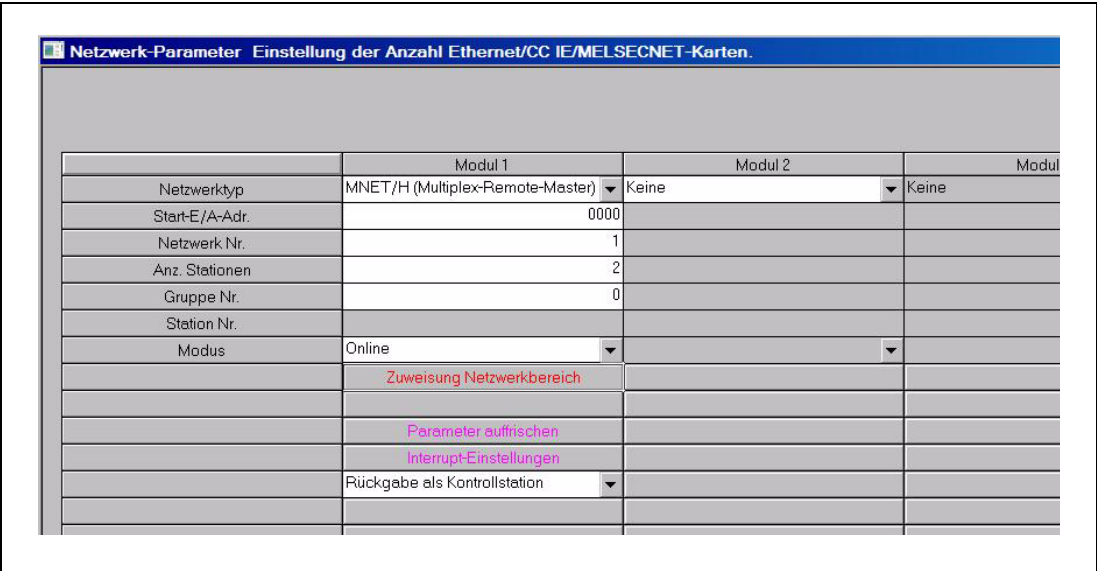 Netzwerk-Parameter Einstellung der Anzahl Ethernet/CC IE/MELSECNET-Karten.
Modul 1 Modul 2 Modul
Netzwerktyp MNET/H (Multiplex-Remote-Master) Keine Keine
Start-E/A-Adr. 0000
Netzwerk Nr. 1
Anz. Stationen 2
Gruppe Nr. 0
Station Nr.
Modus Online
Zuweisung Netzwerkbereich
Parameter auffrischen
Interrupt-Einstellungen
Rückgabe als Kontrollstation